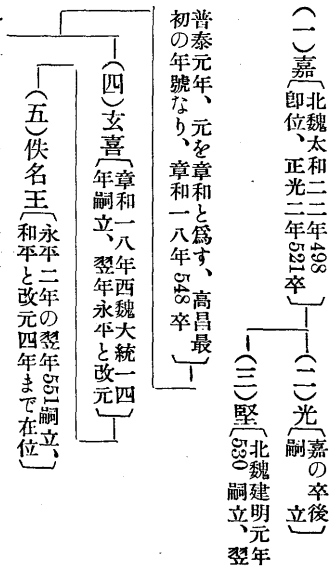 (一)嘉〔北魏太和二二年498
即位、正光二年521卒〕
(二)光〔嘉の卒後
嗣立〕
(三)堅〔北魏建明元年
530嗣立、翌
普泰元年、元を章和と爲す、高昌最
初の年號なり、章和一八年548卒〕
(四)玄喜〔章和一八年西魏大統一四
年嗣立、翌年永平と改元〕
(五)佚名王〔永平二年の翌年551嗣立、
和平と改元四年まで在位〕